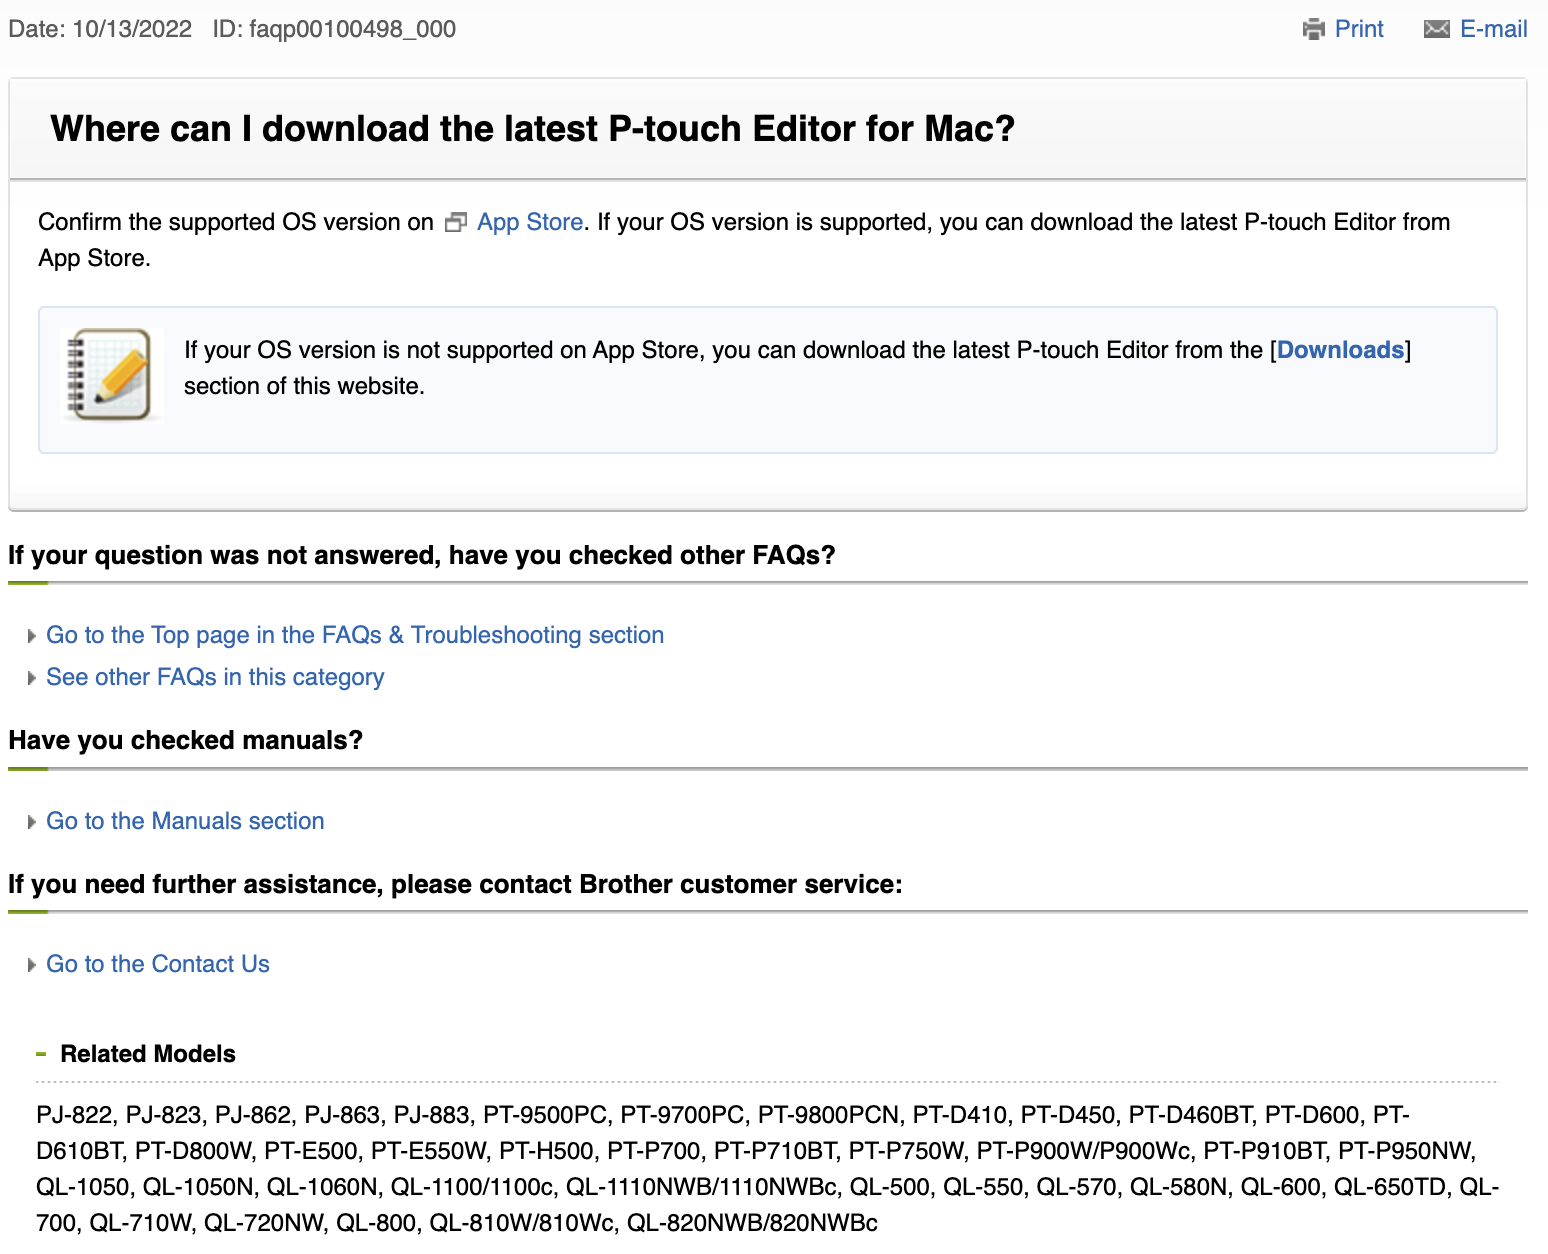 Date: 10/13/2022 ID: faqp00100498_000
Print E-mail
Where can I download the latest P-touch Editor for Mac?
Confirm the supported OS version on App Store. If your OS version is supported, you can download the latest P-touch Editor from
App Store.
If your OS version is not supported on App Store, you can download the latest P-touch Editor from the [Downloads]
section of this website.
If your question was not answered, have you checked other FAQs?
Go to the Top page in the FAQs & Troubleshooting section
See other FAQs in this category
Have you checked manuals?
Go to the Manuals section
If you need further assistance, please contact Brother customer service:
Go to the Contact Us
Related Models
PJ-822, PJ-823, PJ-862, PJ-863, PJ-883, PT-9500PC, PT-9700PC, PT-9800PCN, PT-D410, PT-D450, PT-D460BT, PT-D600, PT-
D610BT, PT-D800W, PT-E500, PT-E550W, PT-H500, PT-P700, PT-P710BT, PT-P750W, PT-P900W/P900Wc, PT-P910BT, PT-P950NW,
QL-1050, QL-1050N, QL-1060N, QL-1100/1100c, QL-1110NWB/1110NWBc, QL-500, QL-550, QL-570, QL-580N, QL-600, QL-650TD, QL-
700, QL-710W, QL-720NW, QL-800, QL-810W/810Wc, QL-820NWB/820NWBc